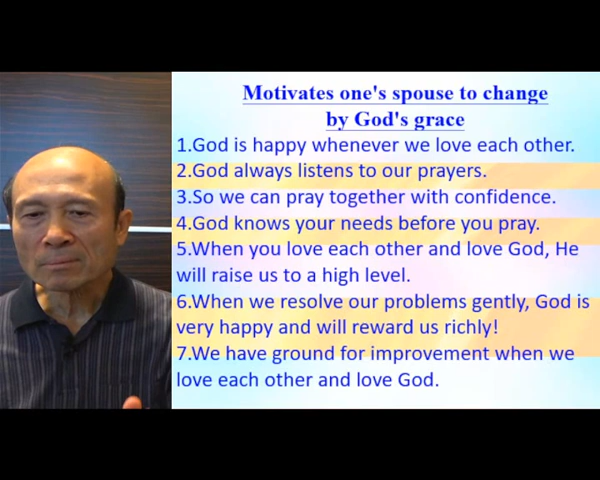 Motivates one's spouse to change
by God's grace
1.God is happy whenever we love each other.
2.God always listens to our prayers.
3.So we can pray together with confidence.
4.God knows your needs before you pray.
5.When you love each other and love God, He
will raise us to a high level.
6.When we resolve our problems gently, God is
very happy and will reward us richly!
7.We have ground for improvement when we
love each other and love God.